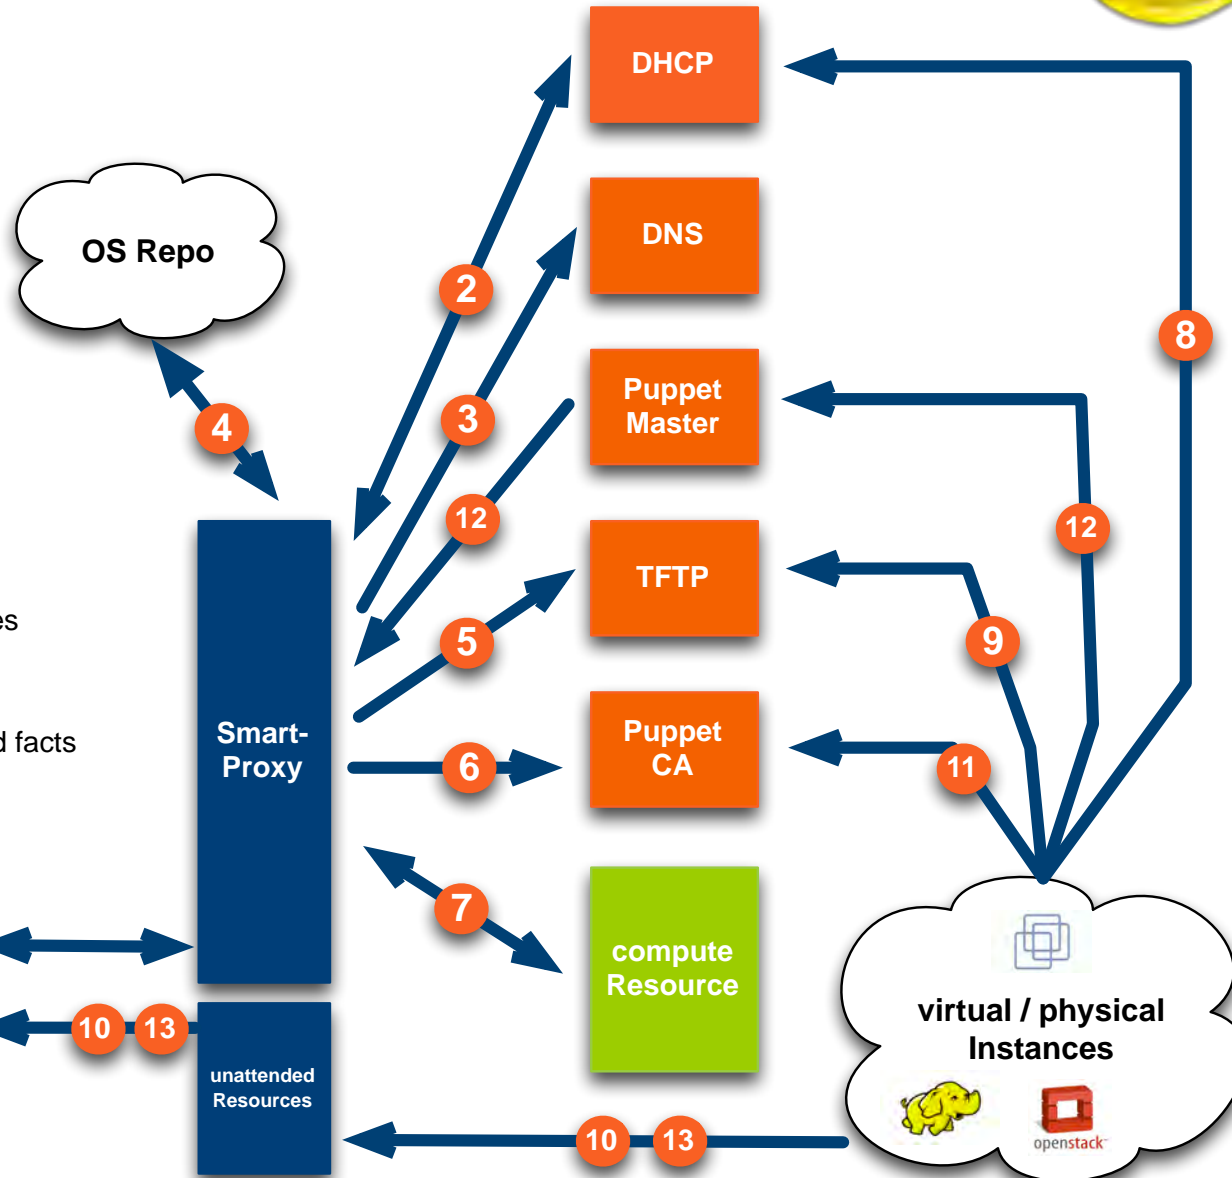 DHCP
OS Repo
DNS
2
8
Puppet
Master
3
4
12
12
TFTP
es
5
9
Smart-
Proxy
Puppet
CA
d facts
6
11
7
compute
Resource
virtual / physical
Instances
10 13
unattended
Resources
openstack
10 13